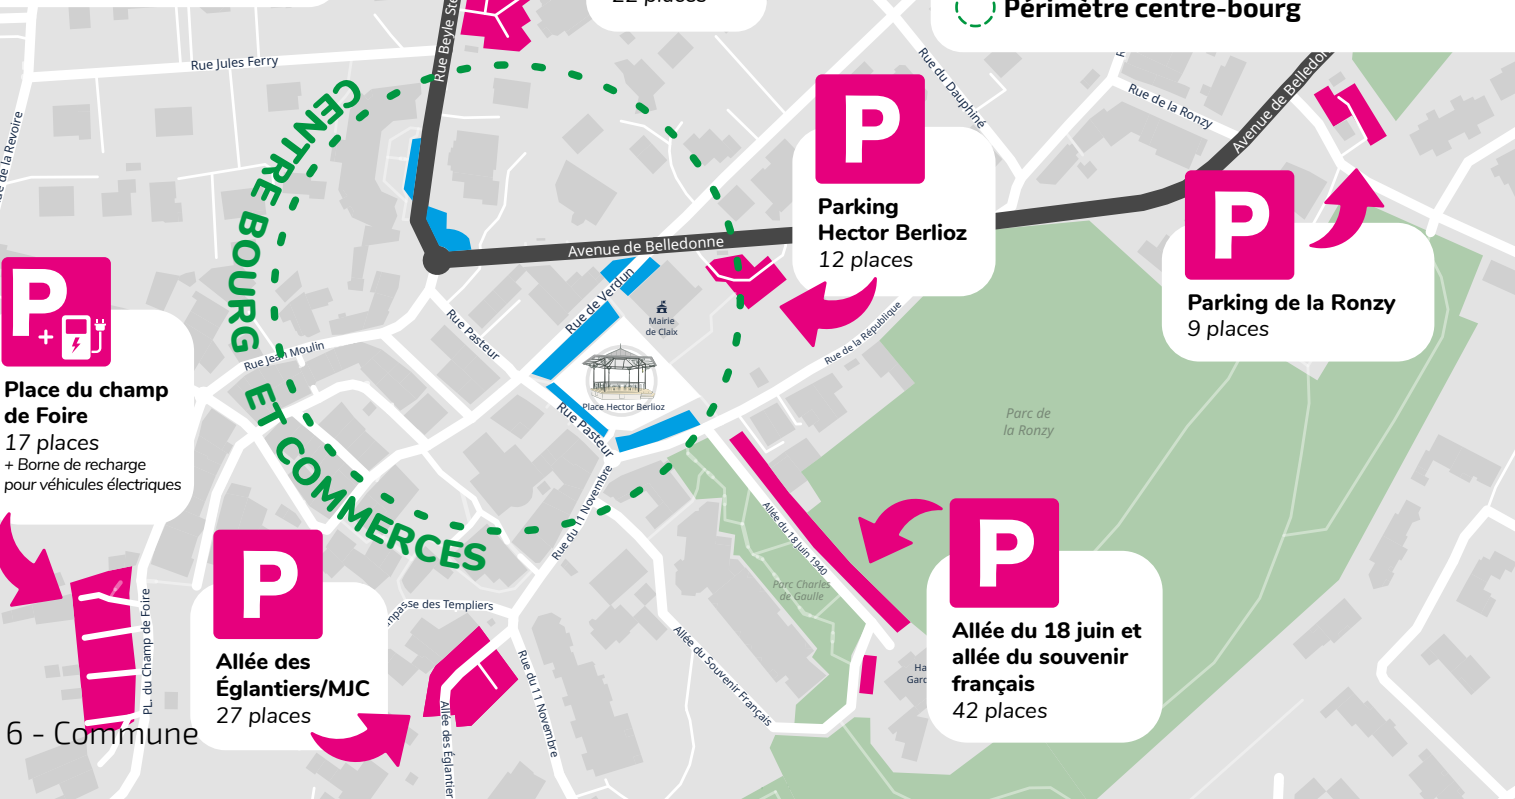 22 places
Périmètre centre-bourg
Rue Beyle
Rue Jules Ferry
Rue du Dauphiné
Rue de la Ronzy
Avenue de
de la Revoire
CENTRE BOURG ET COMMERCES
P
Parking
Hector Berlioz
12 places
P
Parking de la Ronzy
9 places
Avenue de Belledonne
Rue de Verdun
Mairie
de Claix
Rue de la République
Rue Pasteur
Rue Jean Moulin
Place Hector Berlioz
Rue Pasteur
P
+
Place du champ
de Foire
17 places
+ Borne de recharge
pour véhicules électriques
Parc de
la Ronzy
Rue du 11 Novembre
Allée du 18 Juin 1940
Parc Charles
de Gaulle
P
Allée du 18 juin et
allée du souvenir
français
42 places
P
Allée des
Églantiers/MJC
27 places
des Templiers
Allée du Souvenir Français
Rue du 11 Novembre
Allée des
PL. du Champ de Foire
6 - Commune